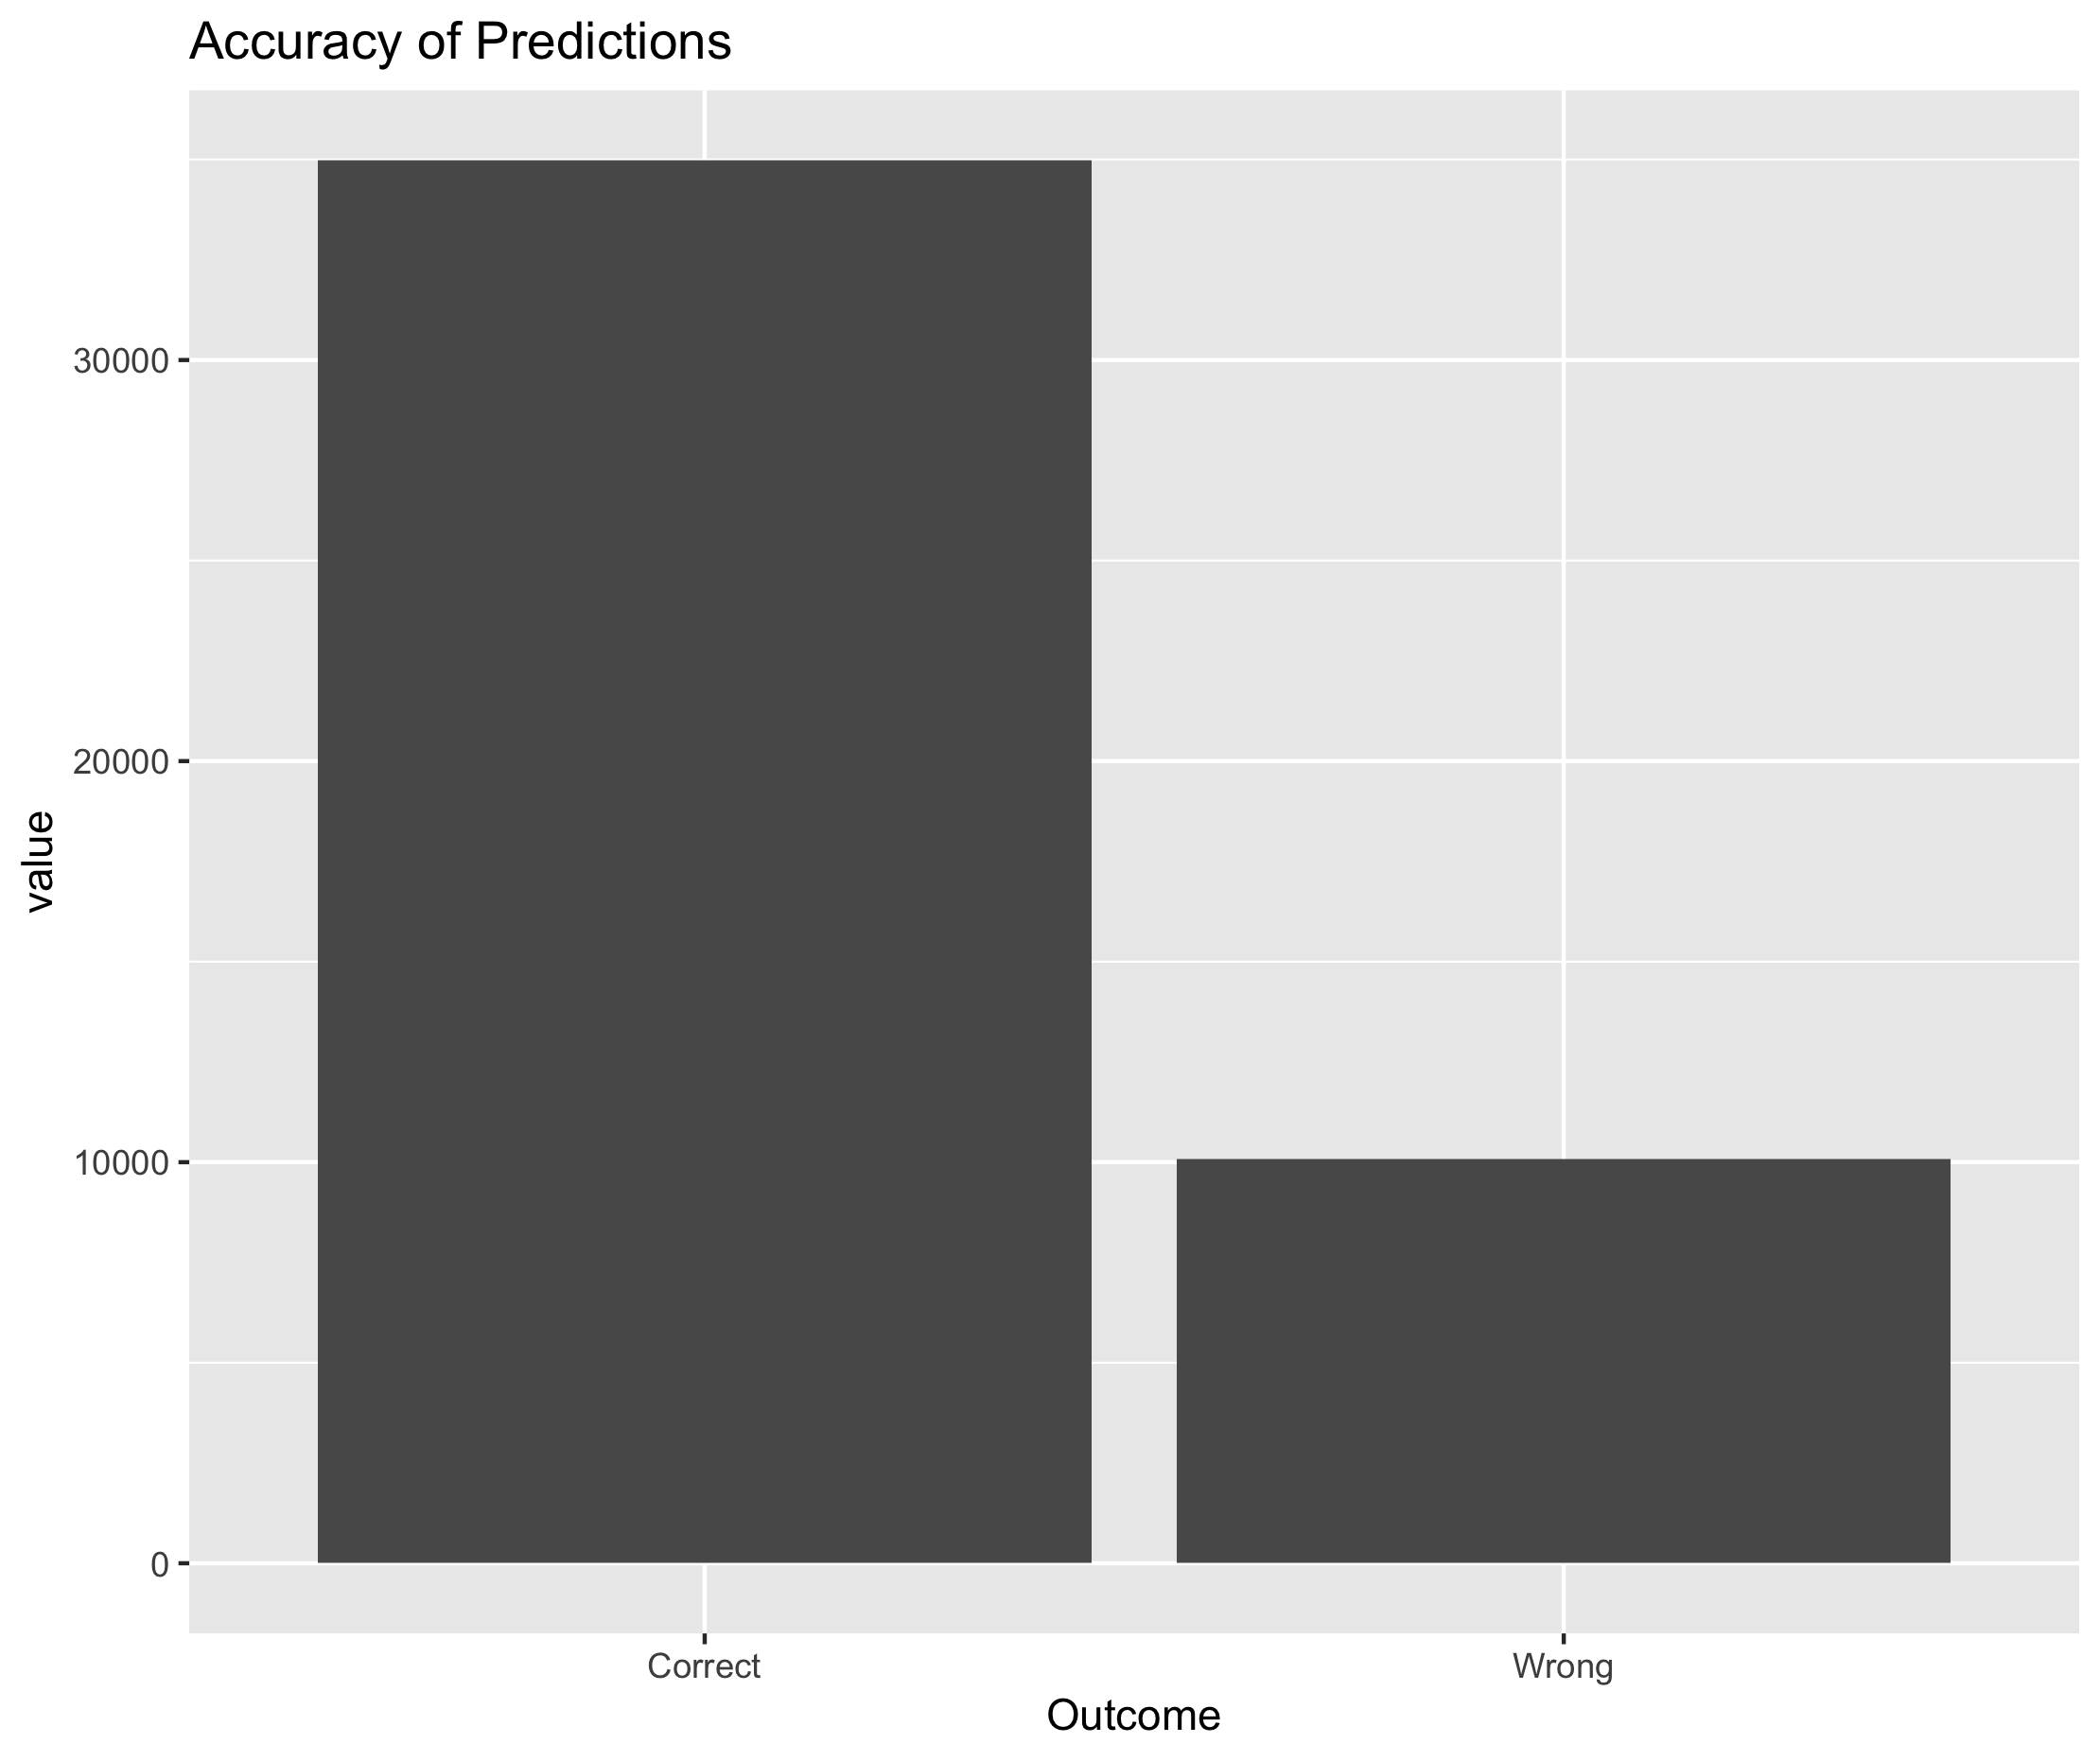 Accuracy of Predictions
value
30000
20000
10000
0
Correct Wrong
Outcome